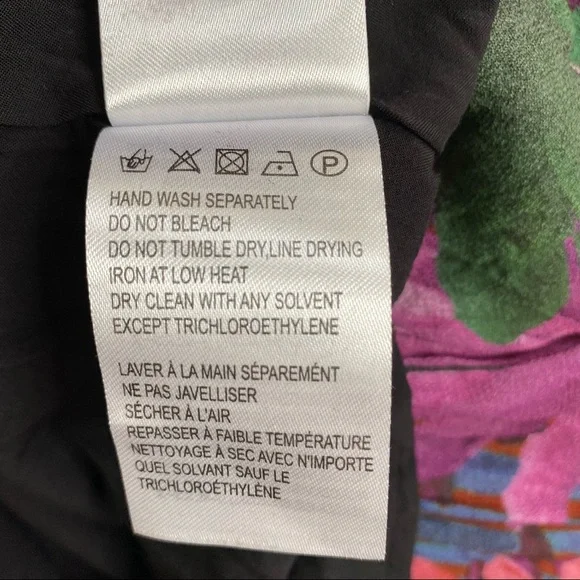 P
HAND WASH SEPARATELY
DO NOT BLEACH
DO NOT TUMBLE DRY,LINE DRYING
IRON AT LOW HEAT
DRY CLEAN WITH ANY SOLVENT
EXCEPT TRICHLOROETHYLENE
LAVER À LA MAIN SÉPARÉMENT
NE PAS JAVELLISER
SÉCHER À L'AIR
REPASSER À FAIBLE TEMPÉRATURE
NETTOYAGE À SEC AVEC N'IMPORTE
QUEL SOLVANT SAUF LE
TRICHLOROÉTHYLÈNE